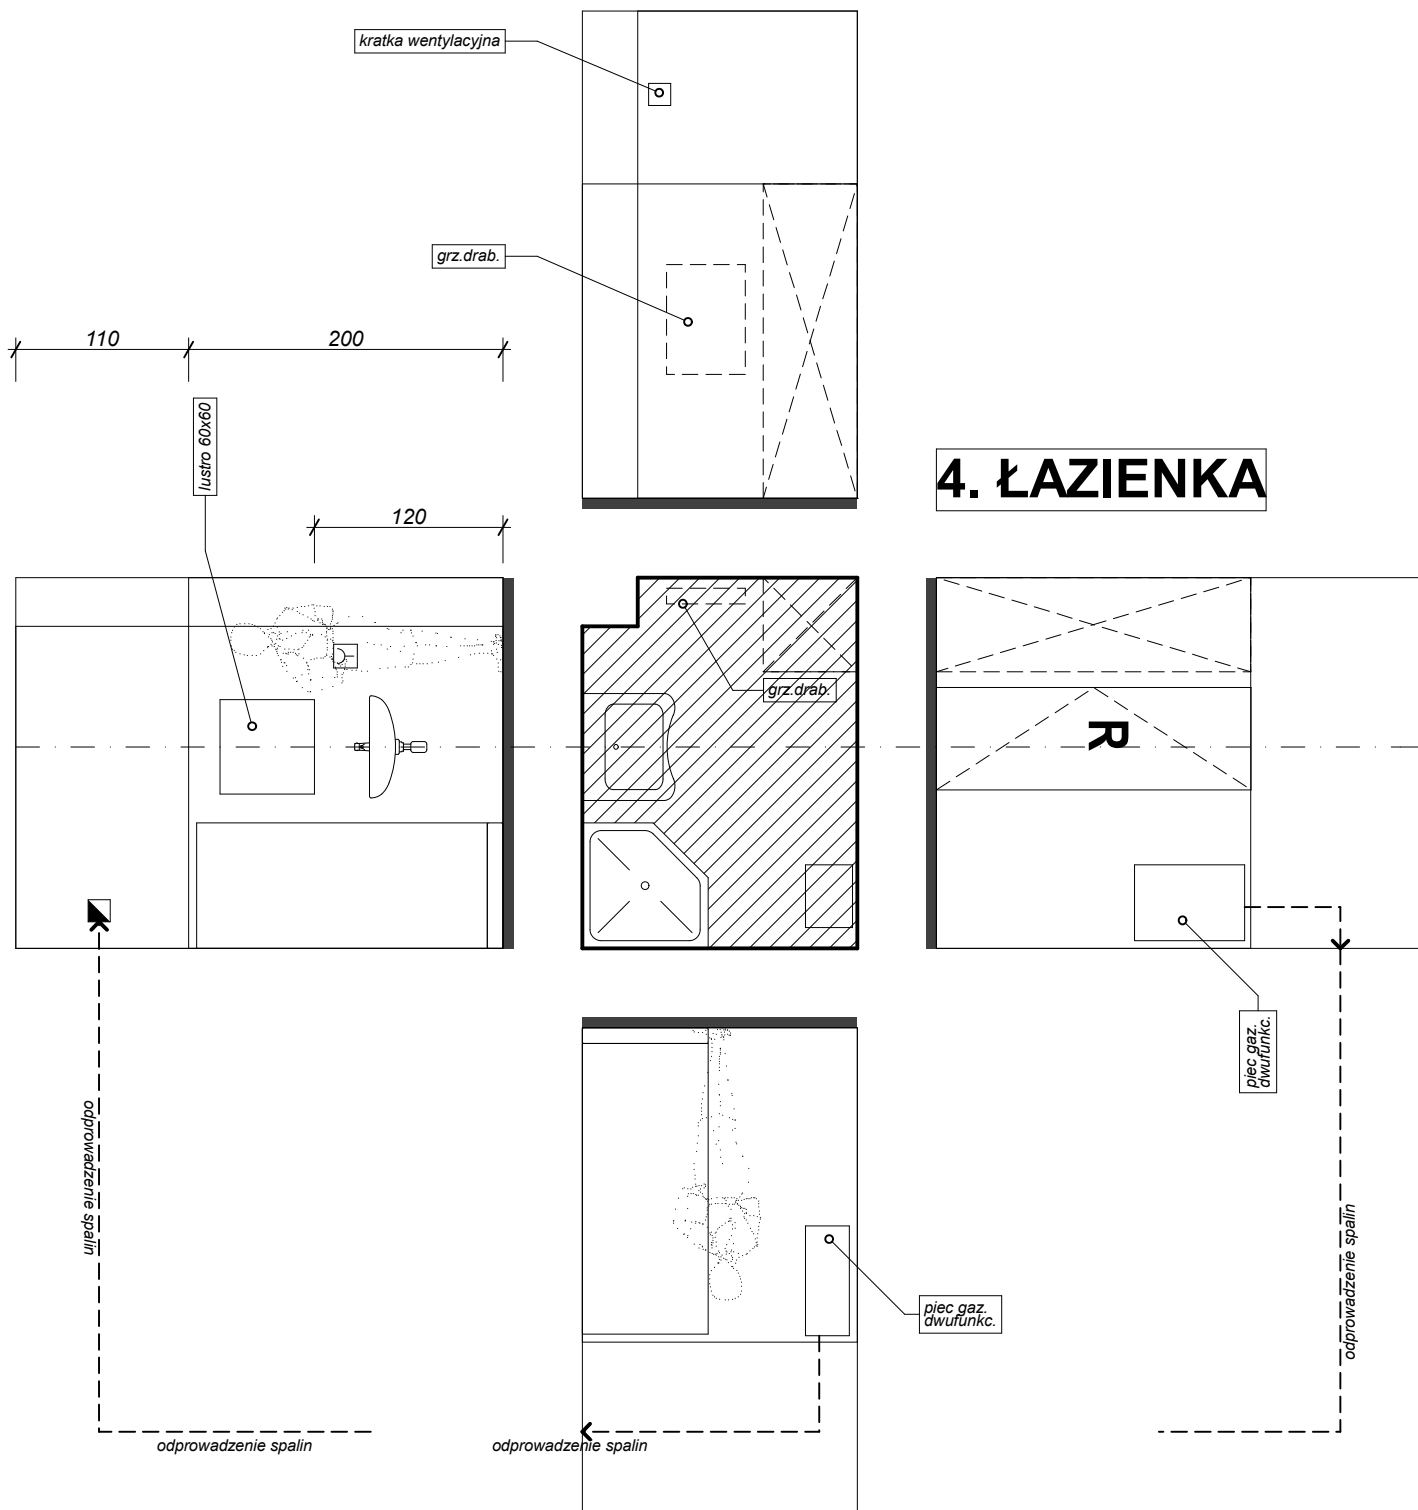 kratka wentylacyjna
grz.drab.
110
200
lustro 60x60
4. ŁAZIENKA
120
grz.drab.
R
piec gaz.
dwufunkc.
odprowadzenie spalin
odprowadzenie spalin
piec gaz.
dwufunkc.
odprowadzenie spalin
odprowadzenie spalin